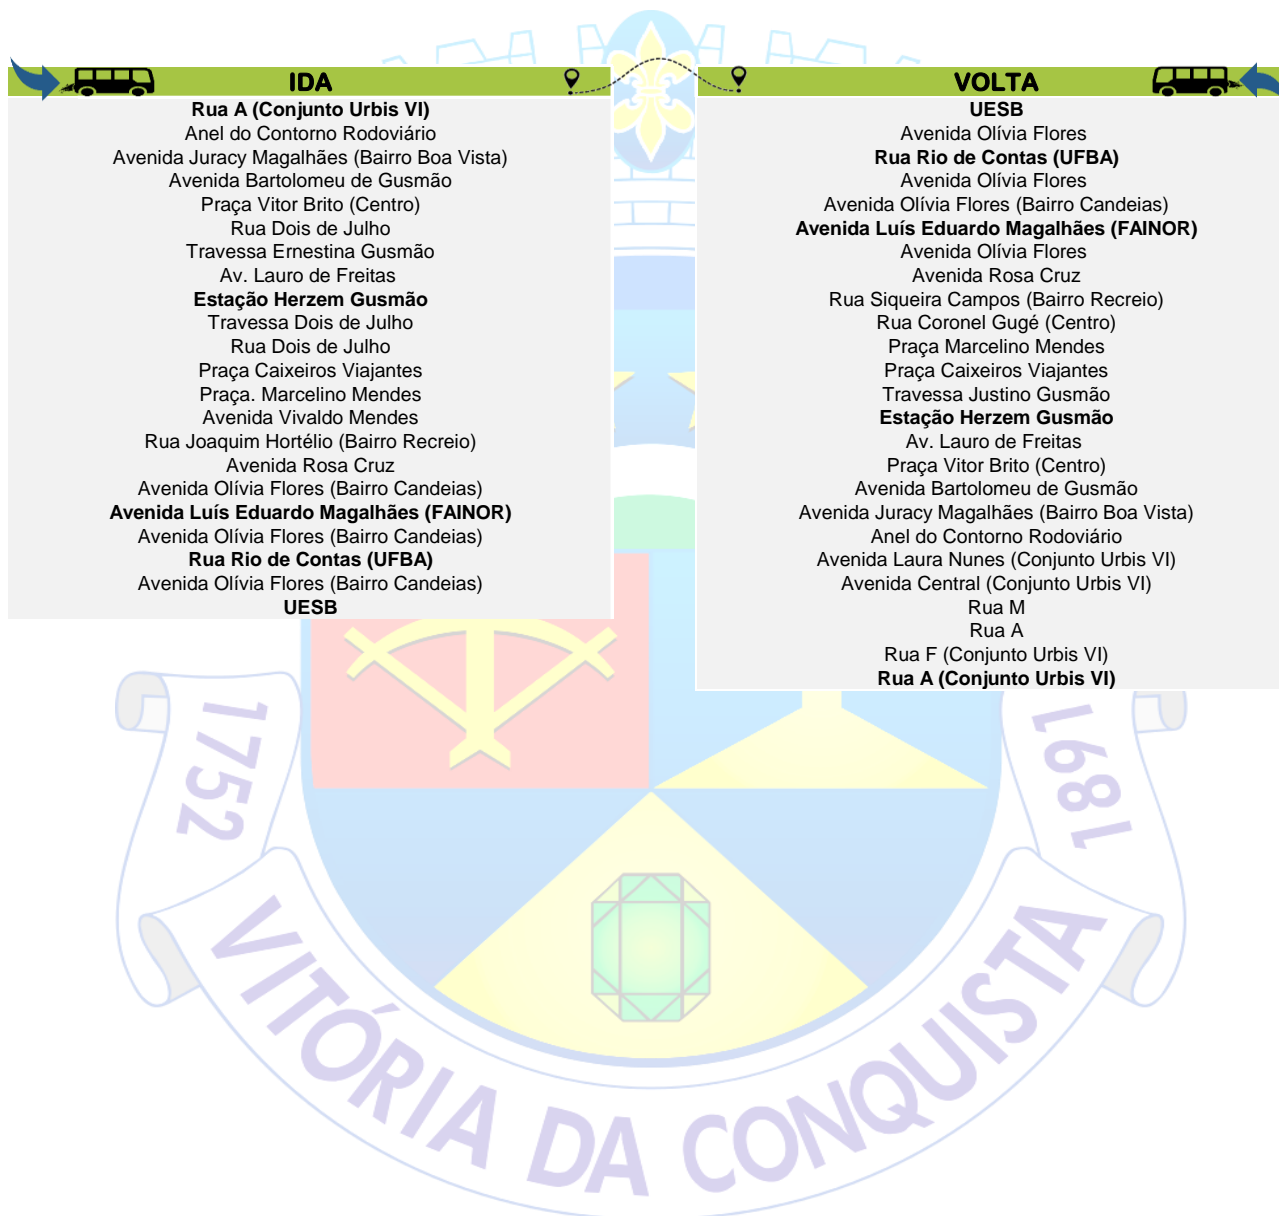 IDA
Rua A (Conjunto Urbis VI)
Anel do Contorno Rodoviário
Avenida Juracy Magalhães (Bairro Boa Vista)
Avenida Bartolomeu de Gusmão
Praça Vitor Brito (Centro)
Rua Dois de Julho
Travessa Ernestina Gusmão
Av. Lauro de Freitas
Estação Herzem Gusmão
Travessa Dois de Julho
Rua Dois de Julho
Praça Caixeiros Viajantes
Praça. Marcelino Mendes
Avenida Vivaldo Mendes
Rua Joaquim Hortélio (Bairro Recreio)
Avenida Rosa Cruz
Avenida Olívia Flores (Bairro Candeias)
Avenida Luís Eduardo Magalhães (FAINOR)
Avenida Olívia Flores (Bairro Candeias)
Rua Rio de Contas (UFBA)
Avenida Olívia Flores (Bairro Candeias)
UESB
VOLTA
UESB
Avenida Olívia Flores
Rua Rio de Contas (UFBA)
Avenida Olívia Flores
Avenida Olívia Flores (Bairro Candeias)
Avenida Luís Eduardo Magalhães (FAINOR)
Avenida Olívia Flores
Avenida Rosa Cruz
Rua Siqueira Campos (Bairro Recreio)
Rua Coronel Gugé (Centro)
Praça Marcelino Mendes
Praça Caixeiros Viajantes
Travessa Justino Gusmão
Estação Herzem Gusmão
Av. Lauro de Freitas
Praça Vitor Brito (Centro)
Avenida Bartolomeu de Gusmão
Avenida Juracy Magalhães (Bairro Boa Vista)
Anel do Contorno Rodoviário
Avenida Laura Nunes (Conjunto Urbis VI)
Avenida Central (Conjunto Urbis VI)
Rua M
Rua A
Rua F (Conjunto Urbis VI)
Rua A (Conjunto Urbis VI)
1752
1891
VITÓRIA DA CONQUISTA